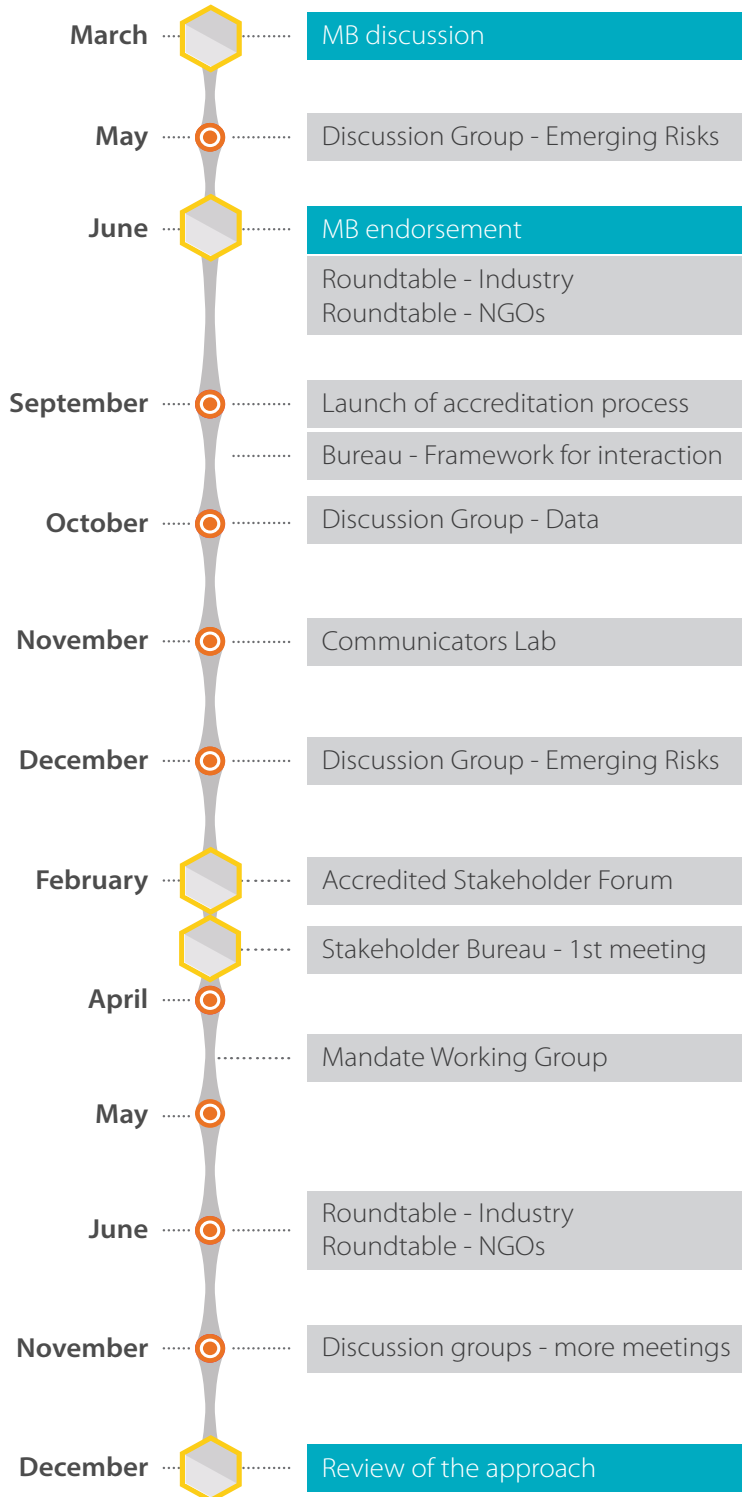 March
MB discussion
May
Discussion Group - Emerging Risks
June
MB endorsement
Roundtable - Industry
Roundtable - NGOs
September
Launch of accreditation process
Bureau - Framework for interaction
October
Discussion Group - Data
November
Communicators Lab
December
Discussion Group - Emerging Risks
February
Accredited Stakeholder Forum
Stakeholder Bureau - 1st meeting
April
Mandate Working Group
May
June
Roundtable - Industry
Roundtable - NGOs
November
Discussion groups - more meetings
December
Review of the approach